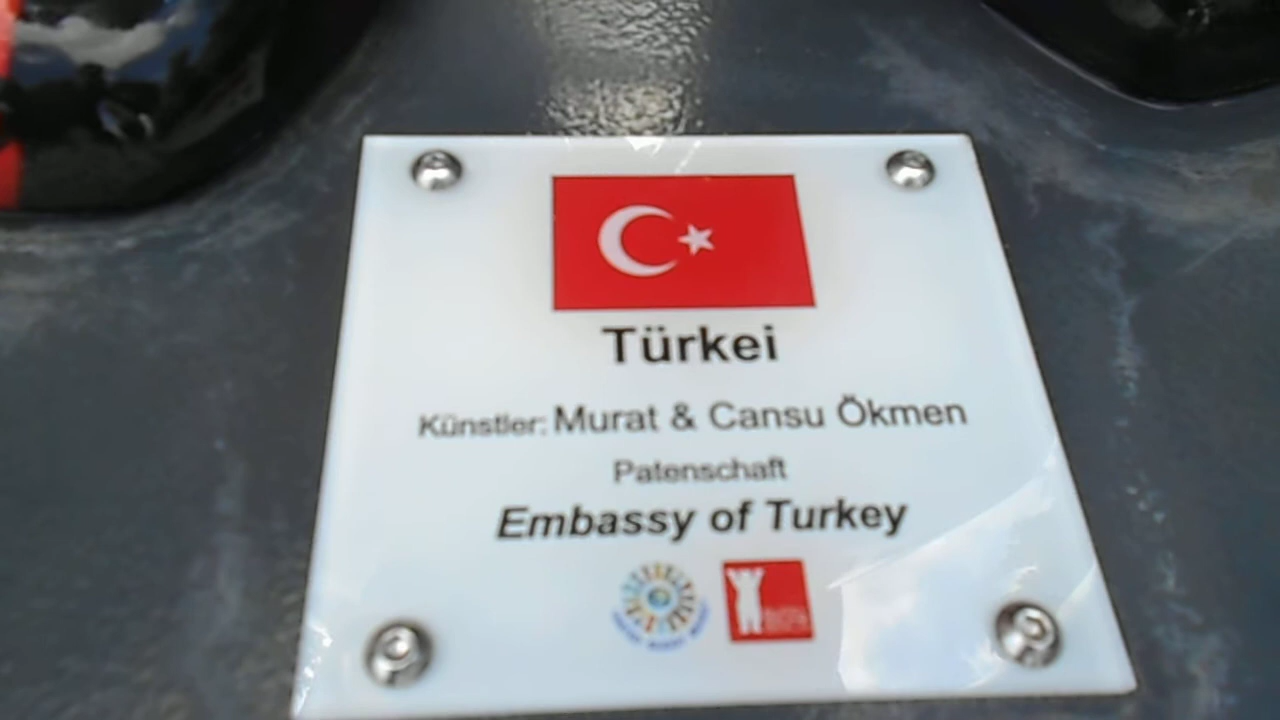 Türkei
Künstler: Murat & Cansu Ökmen
Patenschaft
Embassy of Turkey